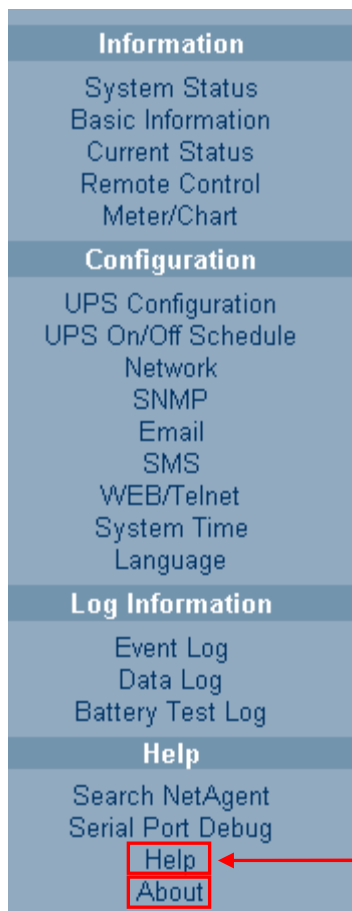 Information
System Status
Basic Information
Current Status
Remote Control
Meter/Chart
Configuration
UPS Configuration
UPS On/Off Schedule
Network
SNMP
Email
SMS
WEB/Telnet
System Time
Language
Log Information
Event Log
Data Log
Battery Test Log
Help
Search NetAgent
Serial Port Debug
Help
About